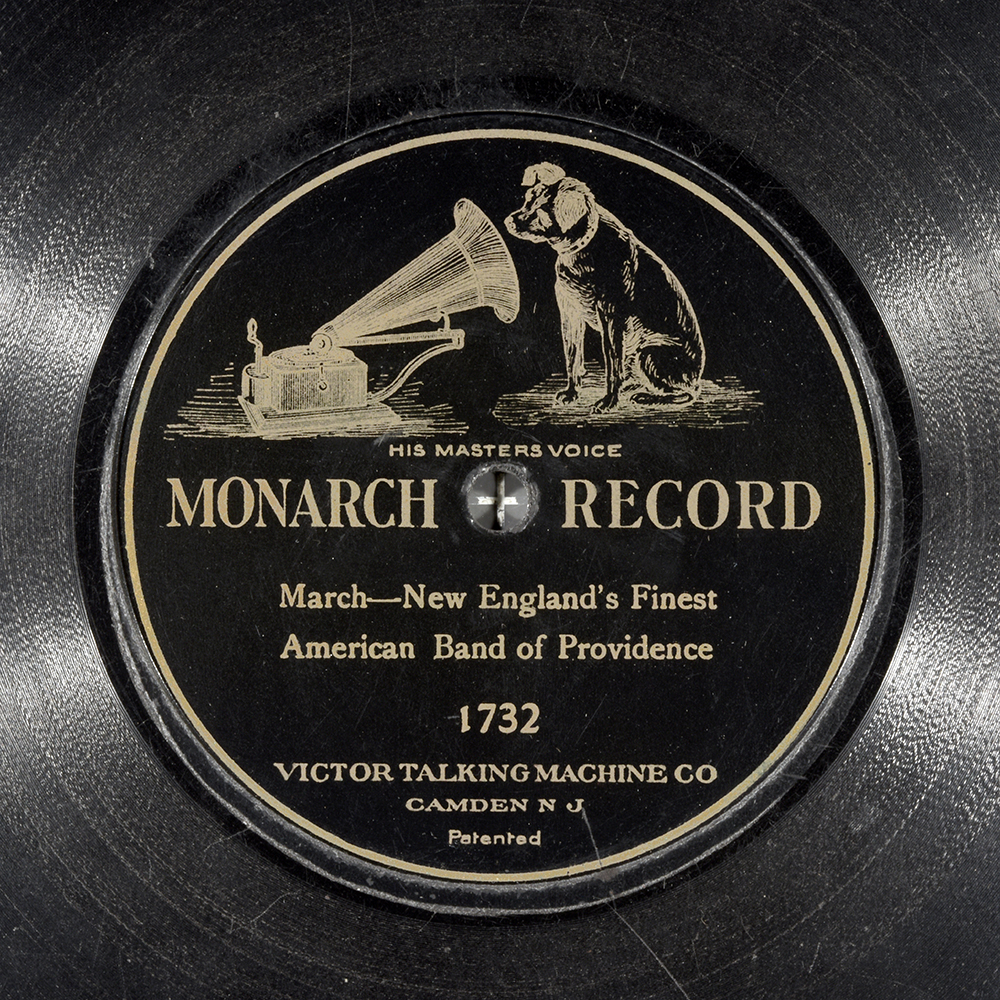 HIS MASTERS VOICE
MONARCH RECORD
March—New England's Finest
American Band of Providence
1732
VICTOR TALKING MACHINE CO
CAMDEN N J
Patented